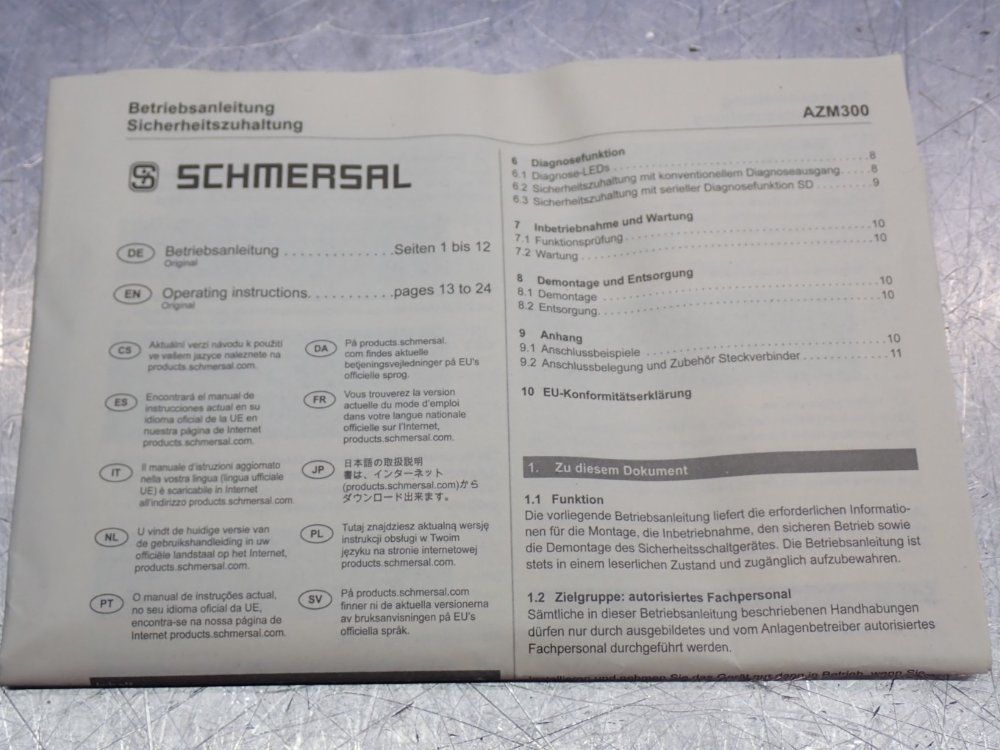 Betriebsanleitung
Sicherheitszuhaltung
AZM300
SCHMERSAL
DE Betriebsanleitung . . . . . . . . . . . . . .Seiten 1 bis 12
Original
EN Operating instructions. . . . . . . . . . .pages 13 to 24
Original
CS Aktuální verzi návodu k použití
ve vašem jazyce naleznete na
products.schmersal.com.
DA På products.schmersal.
com findes aktuelle
betjeningsvejledninger på EU's
officielle sprog.
ES Encontrará el manual de
instrucciones actual en su
idioma oficial de la UE en
nuestra página de Internet
products.schmersal.com.
FR Vous trouverez la version
actuelle du mode d'emploi
dans votre langue nationale
officielle sur l'Internet,
products.schmersal.com.
IT Il manuale d'istruzioni aggiornato
nella vostra lingua (lingua ufficiale
UE) è scaricabile in Internet
all'indirizzo products.schmersal.com
JP 日本語の取扱説明
書は、インターネット
(products.schmersal.com)から
ダウンロード出来ます。
NL U vindt de huidige versie van
de gebruikshandleiding in uw
officiële landstaal op het Internet,
products.schmersal.com.
PL Tutaj znajdziesz aktualną wersję
instrukcji obsługi w Twoim
języku na stronie internetowej
products.schmersal.com.
PT O manual de instruções actual,
no seu idioma oficial da UE,
encontra-se na nossa página de
Internet products.schmersal.com.
SV På products.schmersal.com
finner ni de aktuella versionerna
av bruksanvisningen på EU's
officiella språk.
6 Diagnosefunktion
6.1 Diagnose-LEDs . . . . . . . . . . . . . . . . . . . . . . . . . . . . . . .8
6.2 Sicherheitszuhaltung mit konventionellem Diagnoseausgang. . . . .8
6.3 Sicherheitszuhaltung mit serieller Diagnosefunktion SD . . . . . . . .9
7 Inbetriebnahme und Wartung
7.1 Funktionsprüfung. . . . . . . . . . . . . . . . . . . . . . . . . . . . . .10
7.2 Wartung . . . . . . . . . . . . . . . . . . . . . . . . . . . . . . . . . . .10
8 Demontage und Entsorgung
8.1 Demontage . . . . . . . . . . . . . . . . . . . . . . . . . . . . . . . . .10
8.2 Entsorgung. . . . . . . . . . . . . . . . . . . . . . . . . . . . . . . . .10
9 Anhang
9.1 Anschlussbeispiele . . . . . . . . . . . . . . . . . . . . . . . . . . . .10
9.2 Anschlussbelegung und Zubehör Steckverbinder . . . . . . . . . . . .11
10 EU-Konformitätserklärung
1. Zu diesem Dokument
1.1 Funktion
Die vorliegende Betriebsanleitung liefert die erforderlichen Informatio-
nen für die Montage, die Inbetriebnahme, den sicheren Betrieb sowie
die Demontage des Sicherheitsschaltgerätes. Die Betriebsanleitung ist
stets in einem leserlichen Zustand und zugänglich aufzubewahren.
1.2 Zielgruppe: autorisiertes Fachpersonal
Sämtliche in dieser Betriebsanleitung beschriebenen Handhabungen
dürfen nur durch ausgebildetes und vom Anlagenbetreiber autorisiertes
Fachpersonal durchgeführt werden.
nehmen Sie das Gerät nur dann in Betrieb, wenn Sie